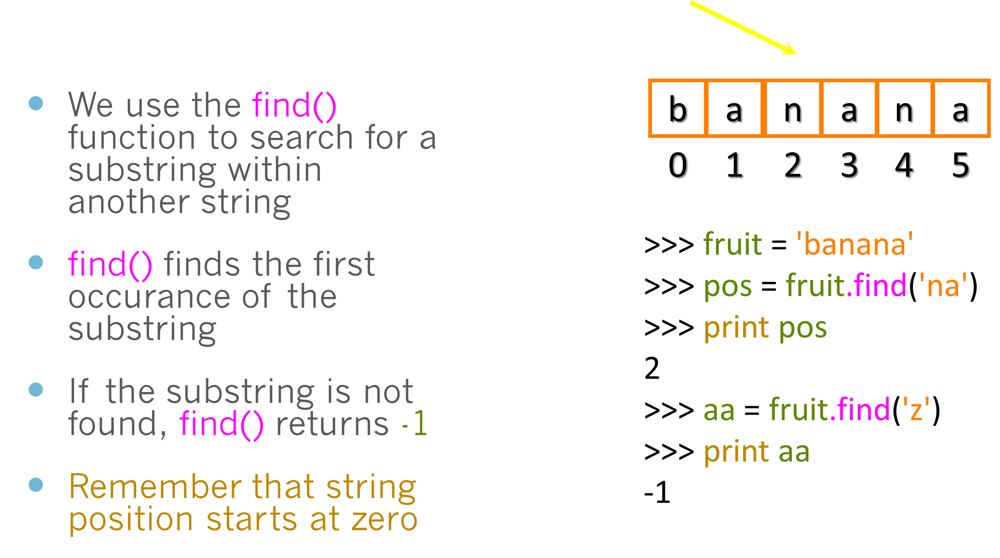 We use the find()
function to search for a
substring within
another string
find() finds the first
occurance of the
substring
If the substring is not
found, find() returns -1
Remember that string
position starts at zero
b a n a n a
0 1 2 3 4 5
>>> fruit = 'banana'
>>> pos = fruit.find('na')
>>> print pos
2
>>> aa = fruit.find('z')
>>> print aa
-1